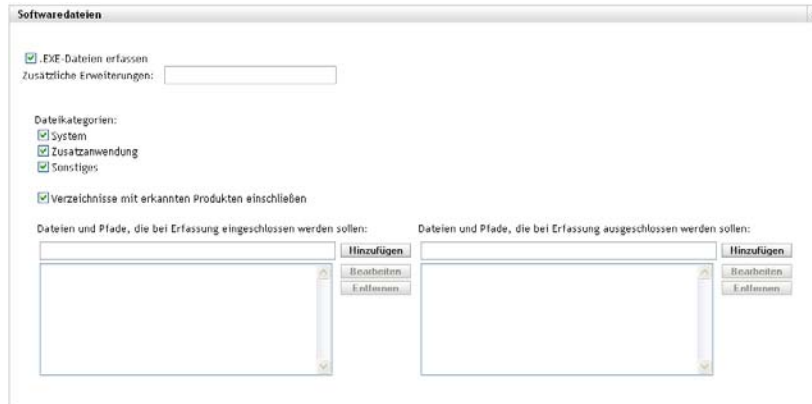 Softwaredateien
.EXE-Dateien erfassen
Zusätzliche Erweiterungen:
Dateikategorien:
System
Zusatzanwendung
Sonstiges
Verzeichnisse mit erkannten Produkten einschließen
Dateien und Pfade, die bei Erfassung eingeschlossen werden sollen:
Hinzufügen
Bearbeiten
Entfernen
Dateien und Pfade, die bei Erfassung ausgeschlossen werden sollen:
Hinzufügen
Bearbeiten
Entfernen